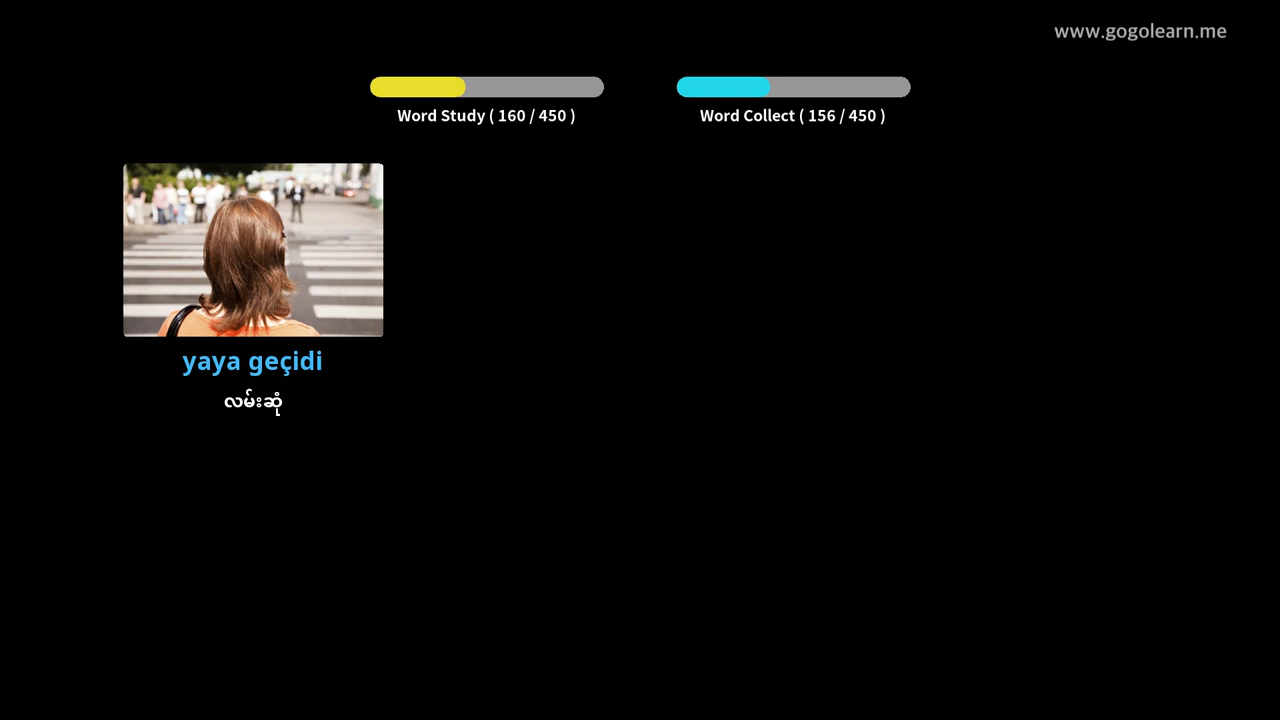 www.gogolearn.me
Word Study ( 160 / 450 )
Word Collect ( 156 / 450 )
yaya geçidi
လမ်းဆုံ